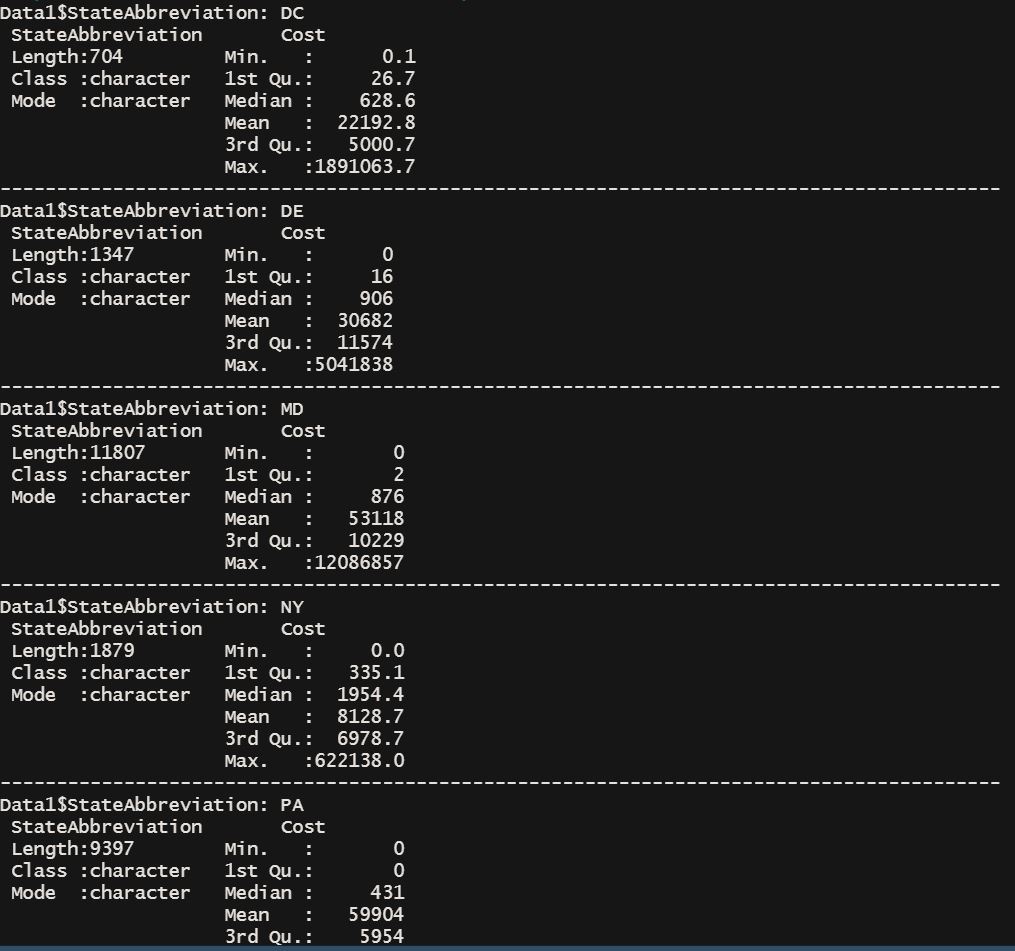 Data1$StateAbbreviation: DC
 StateAbbreviation       Cost
 Length:704         Min.   :      0.1
 Class :character   1st Qu.:     26.7
 Mode  :character   Median :    628.6
                    Mean   :  22192.8
                    3rd Qu.:   5000.7
                    Max.   :1891063.7
-----------------------------------------------------------------------------------------
Data1$StateAbbreviation: DE
 StateAbbreviation       Cost
 Length:1347        Min.   :      0
 Class :character   1st Qu.:     16
 Mode  :character   Median :    906
                    Mean   :  30682
                    3rd Qu.:  11574
                    Max.   :5041838
-----------------------------------------------------------------------------------------
Data1$StateAbbreviation: MD
 StateAbbreviation       Cost
 Length:11807       Min.   :       0
 Class :character   1st Qu.:       2
 Mode  :character   Median :     876
                    Mean   :   53118
                    3rd Qu.:   10229
                    Max.   :12086857
-----------------------------------------------------------------------------------------
Data1$StateAbbreviation: NY
 StateAbbreviation       Cost
 Length:1879        Min.   :     0.0
 Class :character   1st Qu.:   335.1
 Mode  :character   Median :  1954.4
                    Mean   :  8128.7
                    3rd Qu.:  6978.7
                    Max.   :622138.0
-----------------------------------------------------------------------------------------
Data1$StateAbbreviation: PA
 StateAbbreviation       Cost
 Length:9397        Min.   :       0
 Class :character   1st Qu.:       0
 Mode  :character   Median :     431
                    Mean   :   59904
                    3rd Qu.:    5954